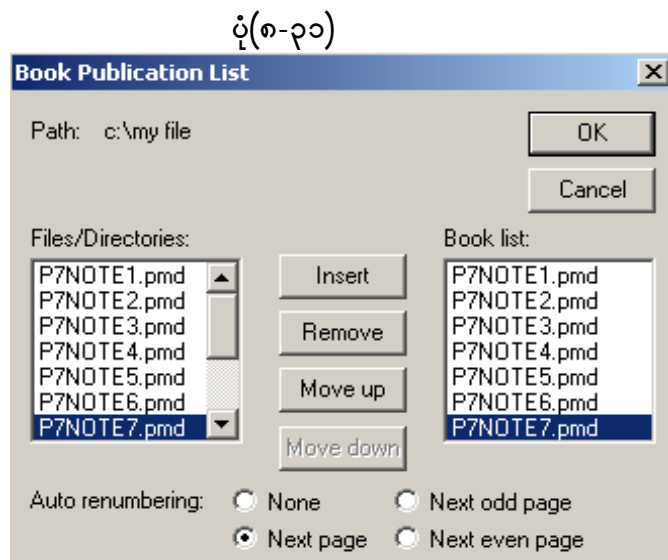 ပုံ(၈-၃၁)
Book Publication List
Path: c:\my file
OK
Cancel
Files/Directories:
Book list:
P7NOTE1.pmd
P7NOTE2.pmd
P7NOTE3.pmd
P7NOTE4.pmd
P7NOTE5.pmd
P7NOTE6.pmd
P7NOTE7.pmd
Insert
Remove
Move up
Move down
P7NOTE1.pmd
P7NOTE2.pmd
P7NOTE3.pmd
P7NOTE4.pmd
P7NOTE5.pmd
P7NOTE6.pmd
P7NOTE7.pmd
Auto renumbering: None Next odd page
Next page Next even page